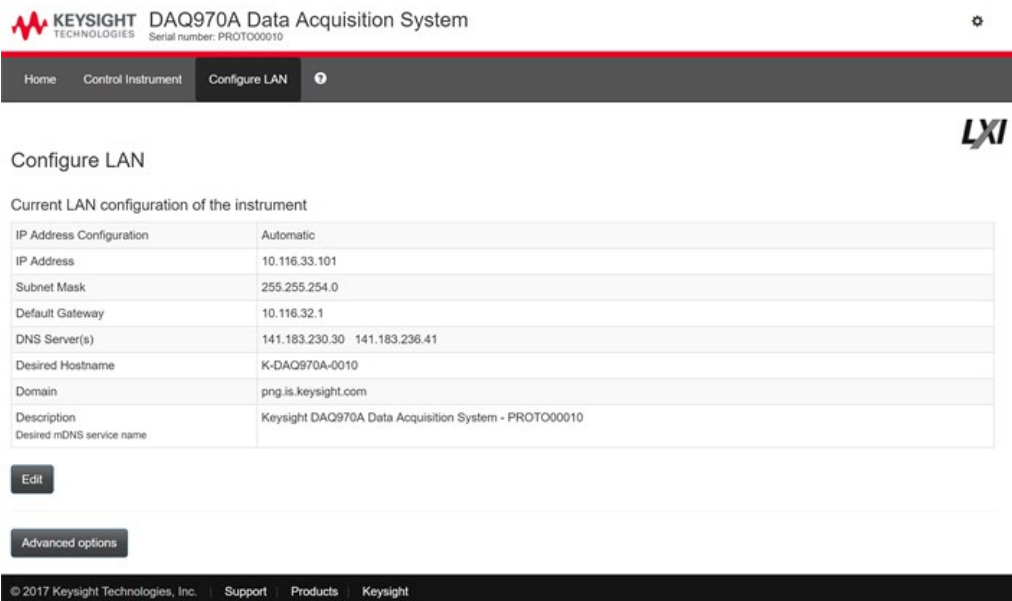 KEYSIGHT
TECHNOLOGIES
DAQ970A Data Acquisition System
Serial number: PROTO00010
Home Control Instrument Configure LAN ?
LXI
Configure LAN
Current LAN configuration of the instrument
IP Address Configuration Automatic
IP Address 10.116.33.101
Subnet Mask 255.255.254.0
Default Gateway 10.116.32.1
DNS Server(s) 141.183.230.30 141.183.236.41
Desired Hostname K-DAQ970A-0010
Domain png.is.keysight.com
Description Keysight DAQ970A Data Acquisition System - PROTO00010
Desired mDNS service name
Edit
Advanced options
© 2017 Keysight Technologies, Inc. | Support | Products | Keysight